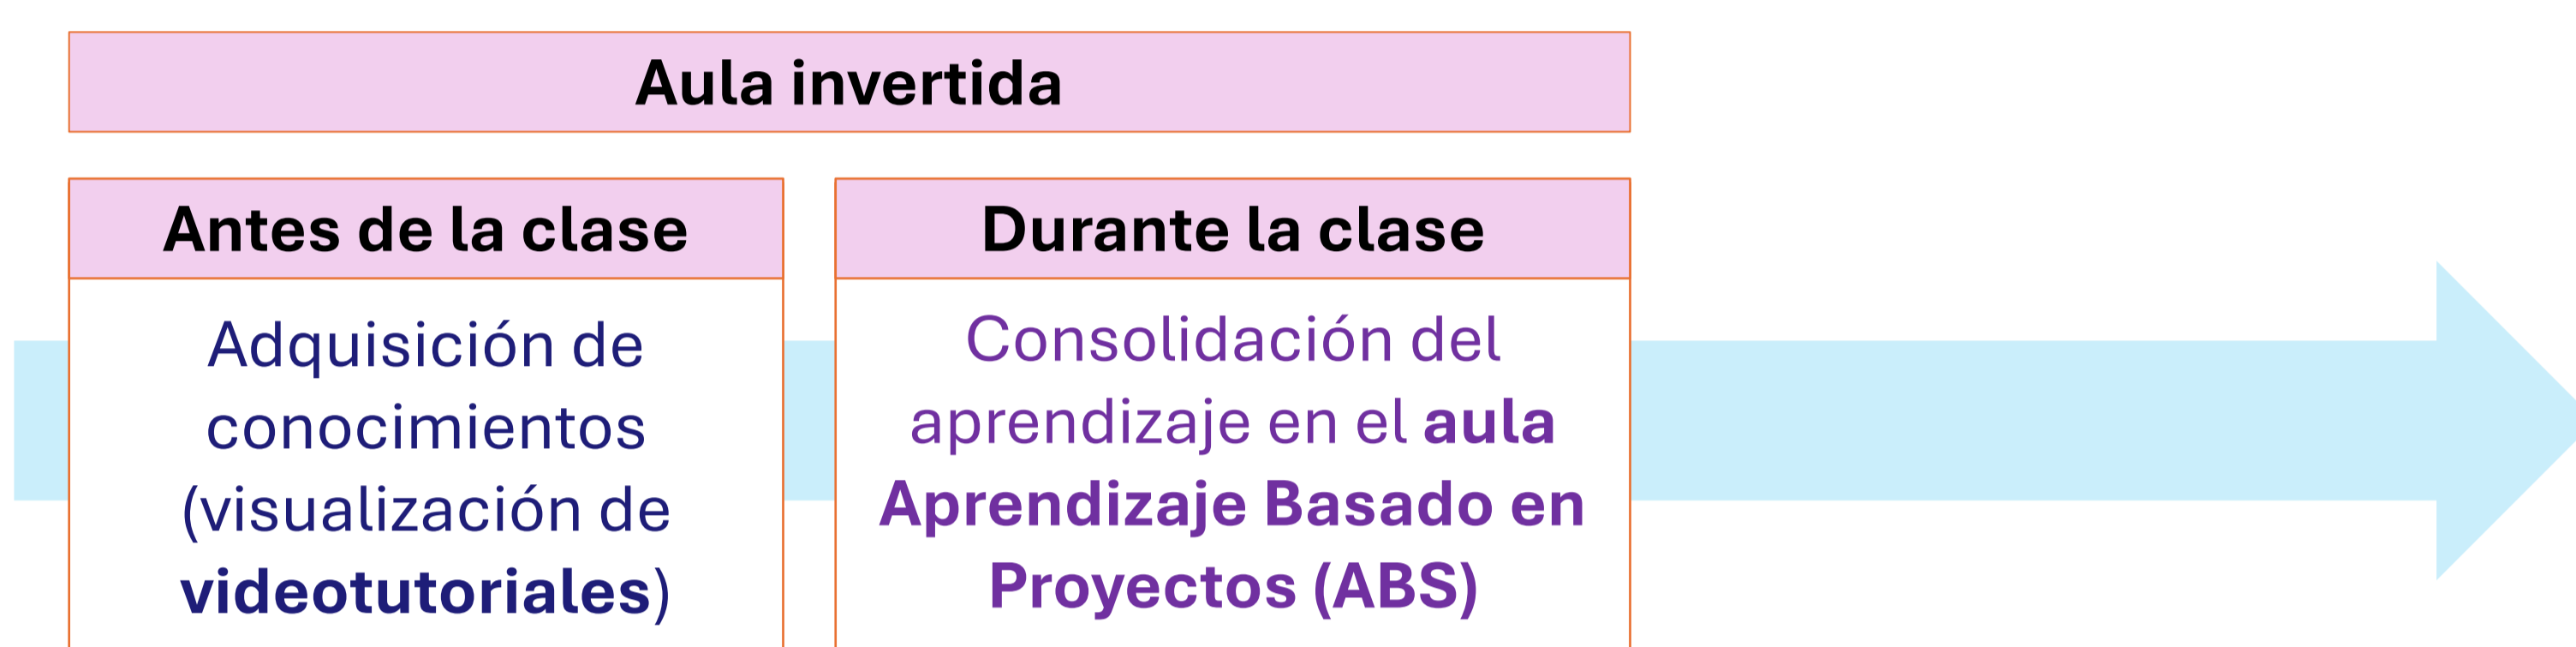 Aula invertida
Antes de la clase
Adquisición de
conocimientos
(visualización de
videotutoriales)
Durante la clase
Consolidación del
aprendizaje en el aula
Aprendizaje Basado en
Proyectos (ABS)